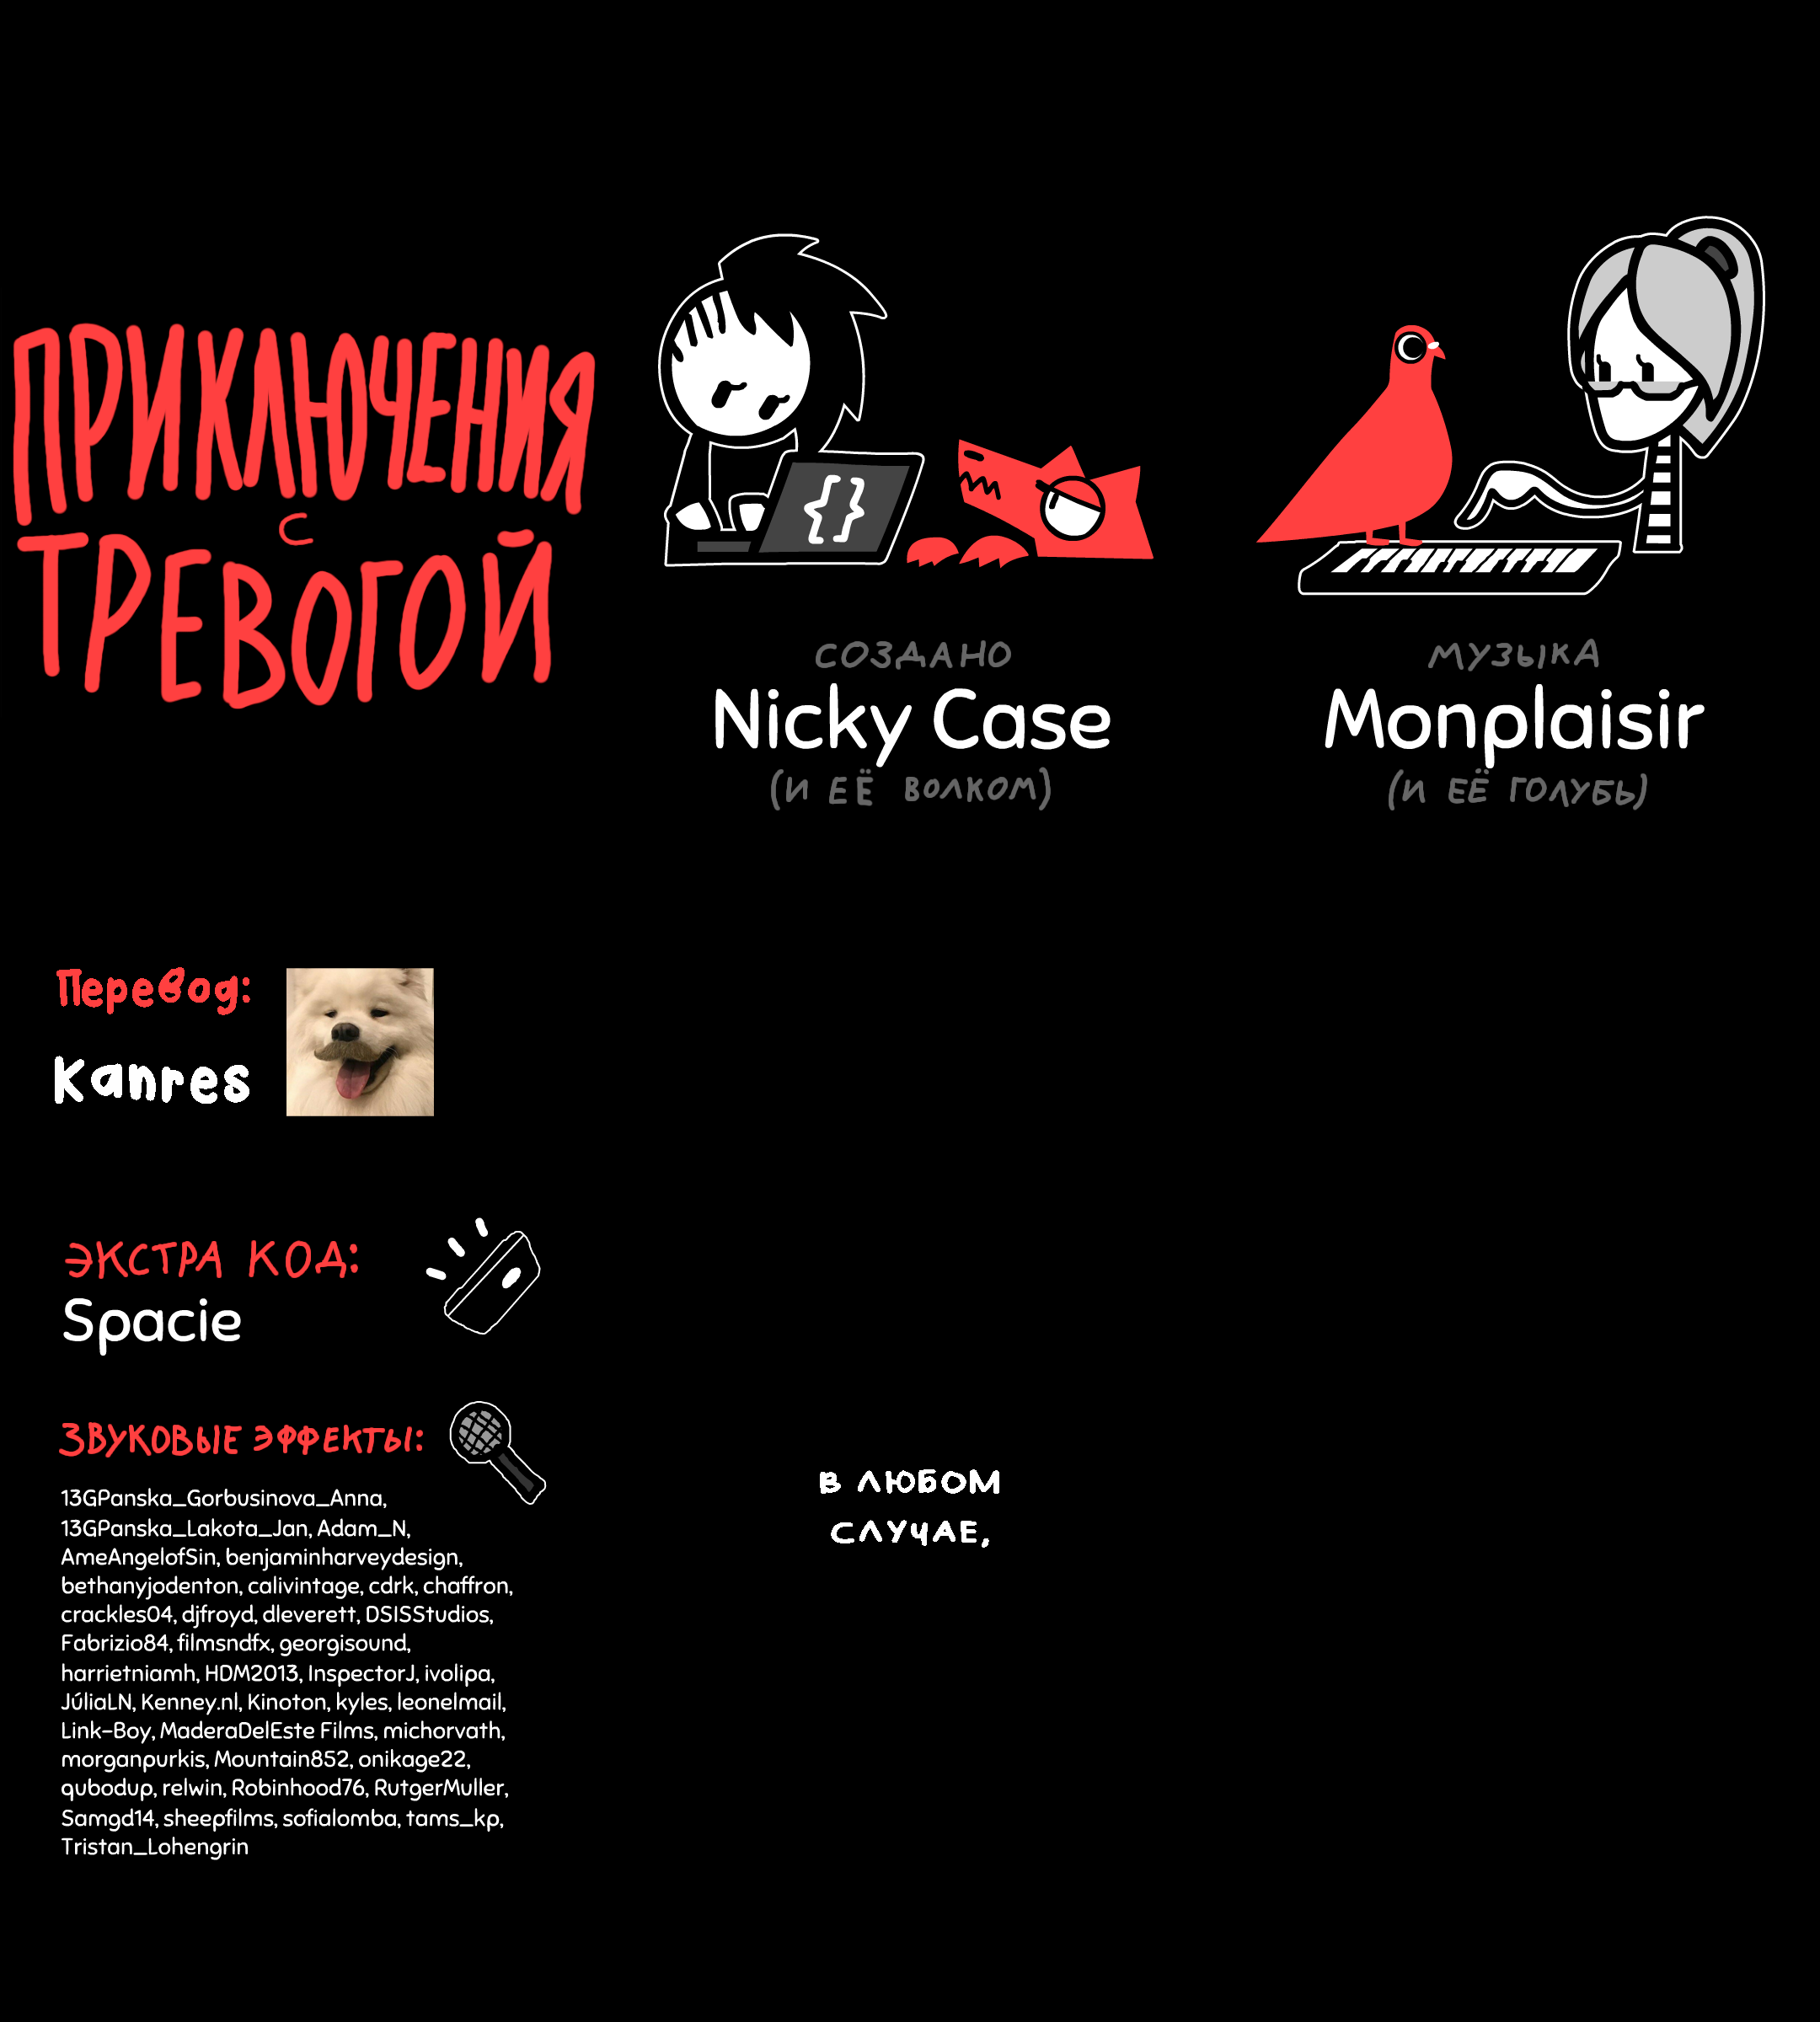 ПРИКЛЮЧЕНИЯ
С
ТРЕВОГОЙ
СОЗДАНО
Nicky Case
(И ЕЁ ВОЛКОМ)
МУЗЫКА
Monplaisir
(И ЕЁ ГОЛУБЬ)
Перевод:
Kanres
ЭКСТРА КОД:
Spacie
ЗВУКОВЫЕ ЭФФЕКТЫ:
13GPanska_Gorbusinova_Anna,
13GPanska_Lakota_Jan, Adam_N,
AmeAngelofSin, benjaminharveydesign,
bethanyjodenton, calivintage, cdrk, chaffron,
crackles04, djfroyd, dleverett, DSISStudios,
Fabrizio84, filmsndfx, georgisound,
harrietniamh, HDM2013, InspectorJ, ivolipa,
JúliaLN, Kenney.nl, Kinoton, kyles, leonelmail,
Link-Boy, MaderaDelEste Films, michorvath,
morganpurkis, Mountain852, onikage22,
qubodup, relwin, Robinhood76, RutgerMuller,
Samgd14, sheepfilms, sofialomba, tams_kp,
Tristan_Lohengrin
В ЛЮБОМ
СЛУЧАЕ,